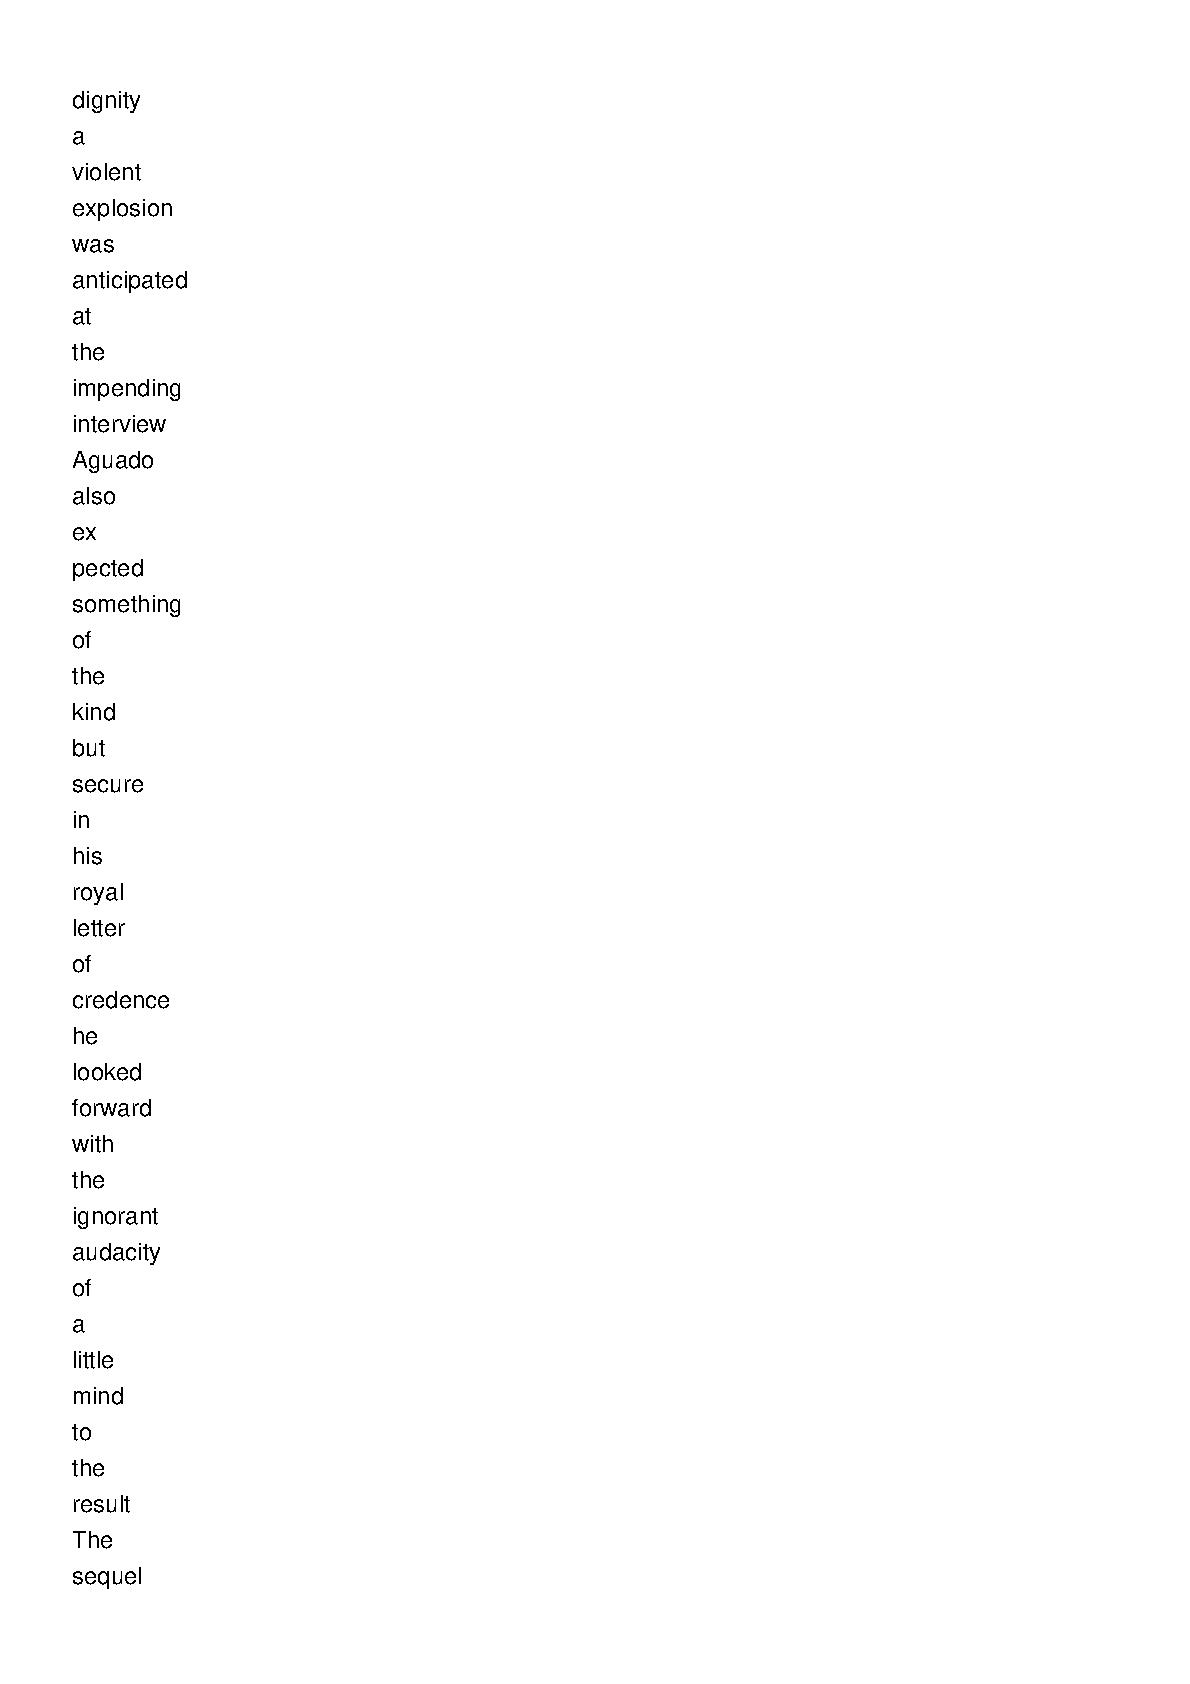 dignity
a
violent
explosion
was
anticipated
at
the
impending
interview
Aguado
also
ex
pected
something
of
the
kind
but
secure
in
his
royal
letter
of
credence
he
looked
forward
with
the
ignorant
audacity
of
a
little
mind
to
the
result
The
sequel